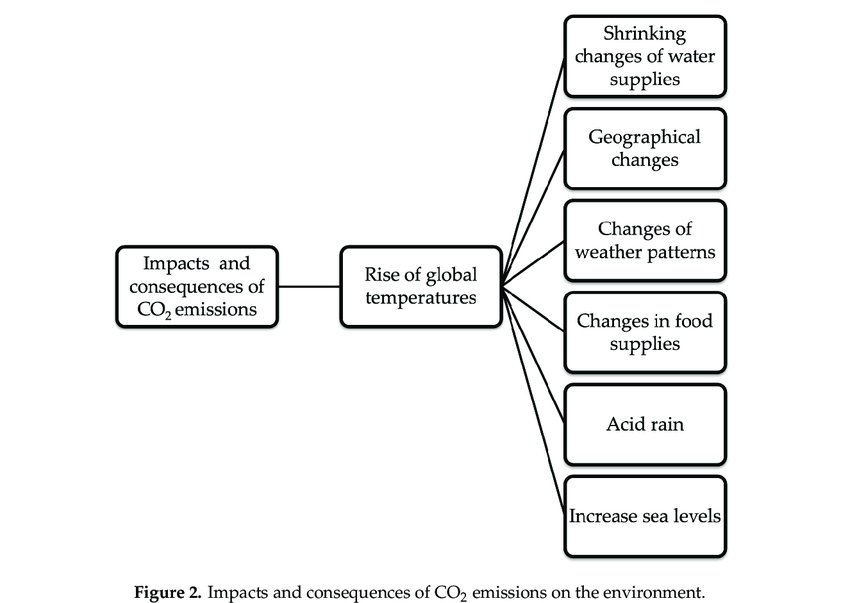 Impacts and
consequences of
CO₂ emissions
Rise of global
temperatures
Shrinking
changes of water
supplies
Geographical
changes
Changes of
weather patterns
Changes in food
supplies
Acid rain
Increase sea levels
Figure 2. Impacts and consequences of CO₂ emissions on the environment.